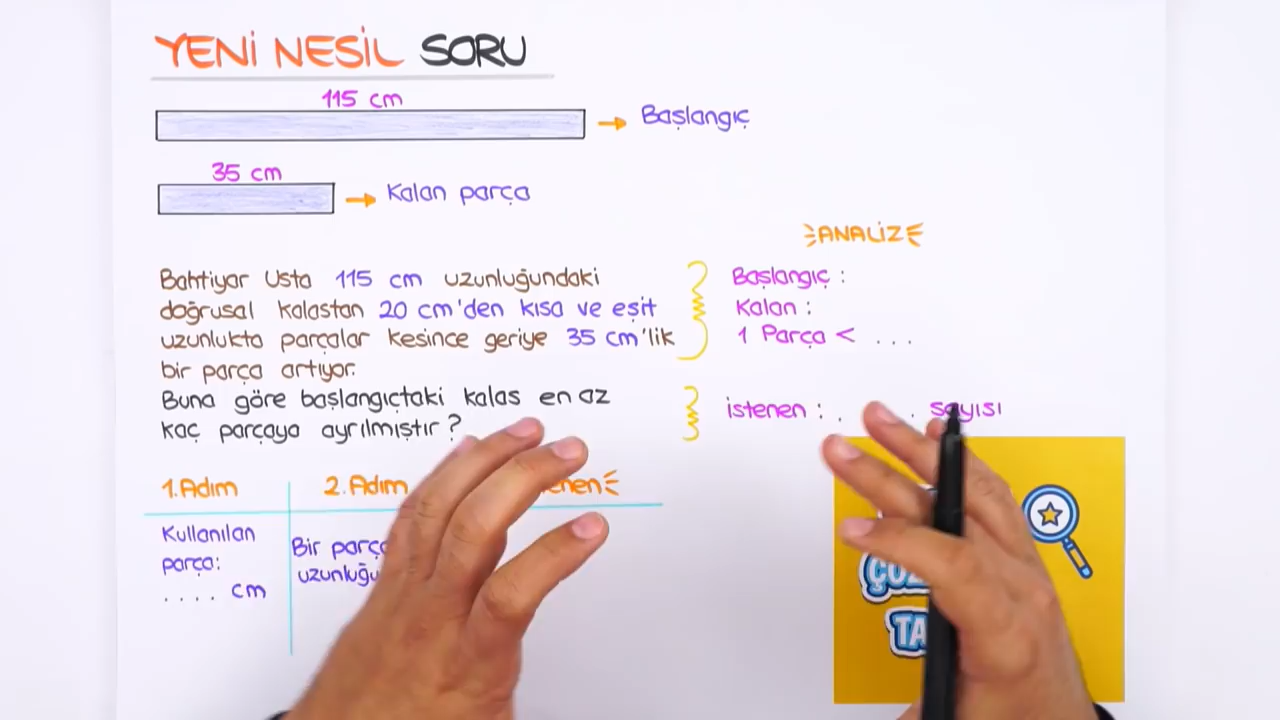 YENİ NESİL SORU
115 cm
Başlangıç
35 cm
Kalan parça
ANALİZ
Bahtiyar Usta 115 cm uzunluğundaki
doğrusal kalastan 20 cm'den kısa ve eşit
uzunlukta parçalar kesince geriye 35 cm'lik
bir parça artıyor.
Buna göre başlangıçtaki kalas en az
kaç parçaya ayrılmıştır?
Başlangıç :
Kalan :
1 Parça < ...
İstenen : . . sayısı
1.Adım
2.Adım
Kullanılan
parça:
.... cm
Bir parça
uzunluğu